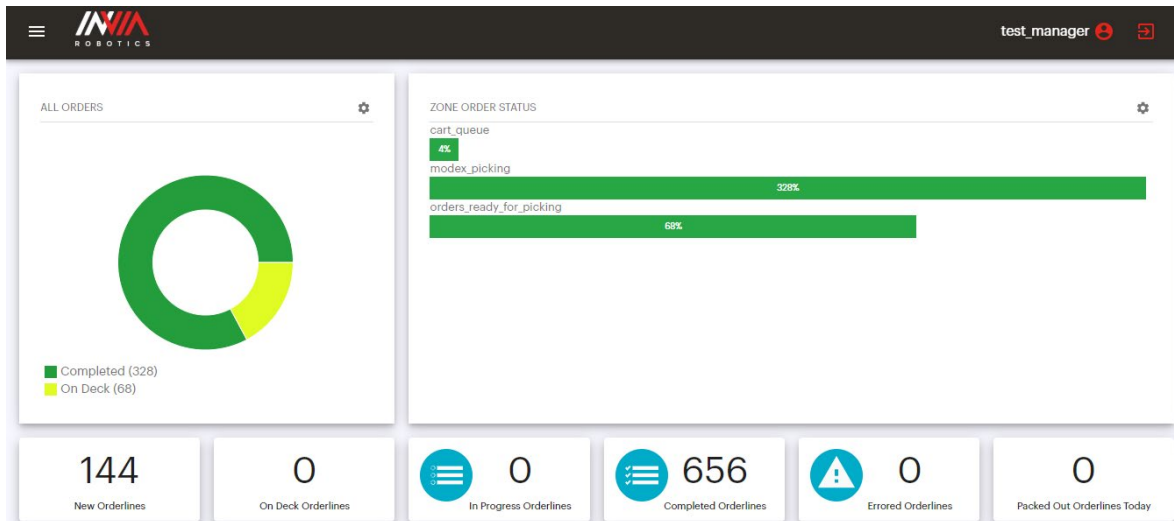 INVIA
ROBOTICS
test_manager
ALL ORDERS
Completed (328)
On Deck (68)
ZONE ORDER STATUS
cart_queue
4%
modex_picking
328%
orders_ready_for_picking
68%
144
New Orderlines
0
On Deck Orderlines
0
In Progress Orderlines
656
Completed Orderlines
0
Errored Orderlines
0
Packed Out Orderlines Today